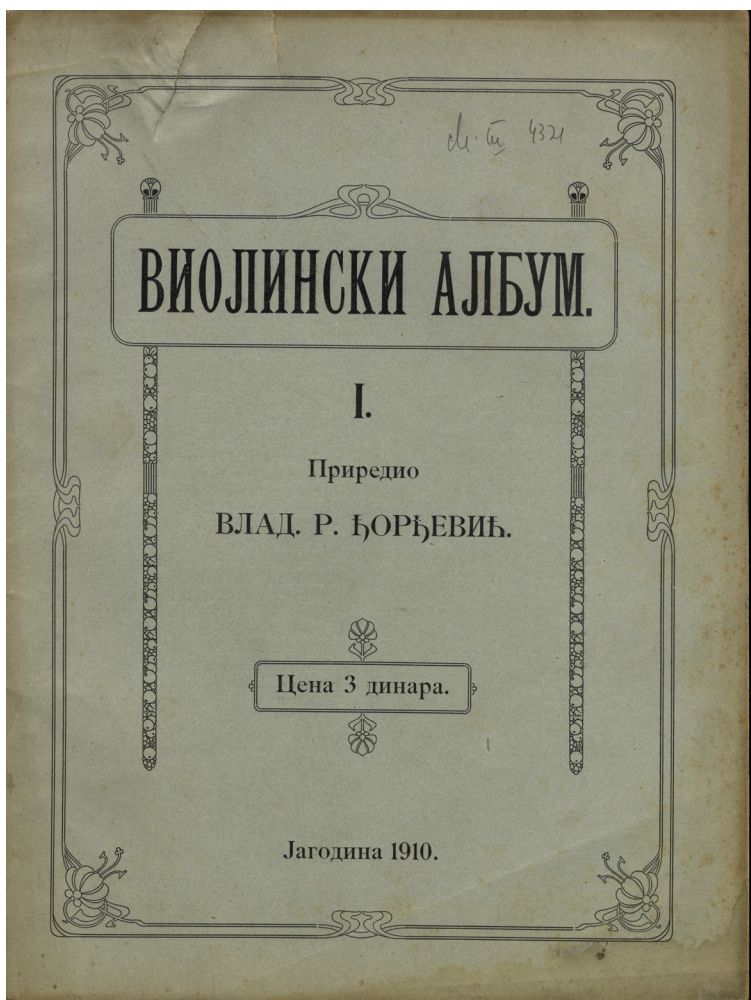 ВИОЛИНСКИ АЛБУМ.
I.
Приредио
ВЛАД. Р. ЂОРЂЕВИЋ.
Цена 3 динара.
Јагодина 1910.